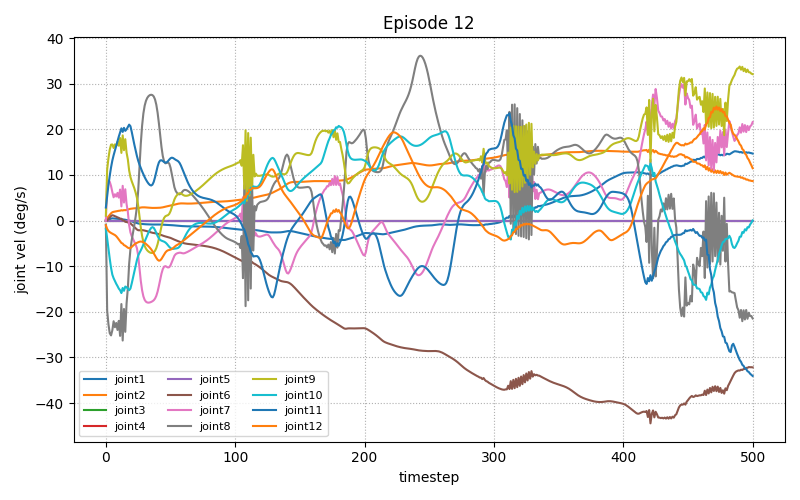 Episode 12
joint vel (deg/s)
40
30
20
10
0
−10
−20
−30
−40
joint1 joint5 joint9
joint2 joint6 joint10
joint3 joint7 joint11
joint4 joint8 joint12
0 100 200 300 400 500
timestep